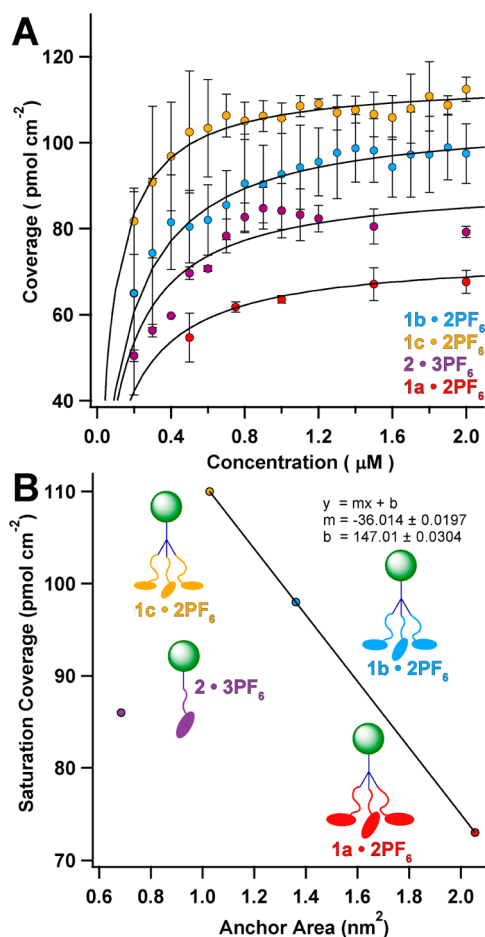 A
Coverage ( pmol cm⁻²)
120
100
80
60
40
1b • 2PF₆
1c • 2PF₆
2 • 3PF₆
1a • 2PF₆
0.0 0.4 0.8 1.2 1.6 2.0
Concentration ( μM )
B
Saturation Coverage (pmol cm⁻²)
110
100
90
80
70
y = mx + b
m = -36.014 ± 0.0197
b = 147.01 ± 0.0304
1c • 2PF₆
1b • 2PF₆
2 • 3PF₆
1a • 2PF₆
0.6 0.8 1.0 1.2 1.4 1.6 1.8 2.0
Anchor Area (nm²)